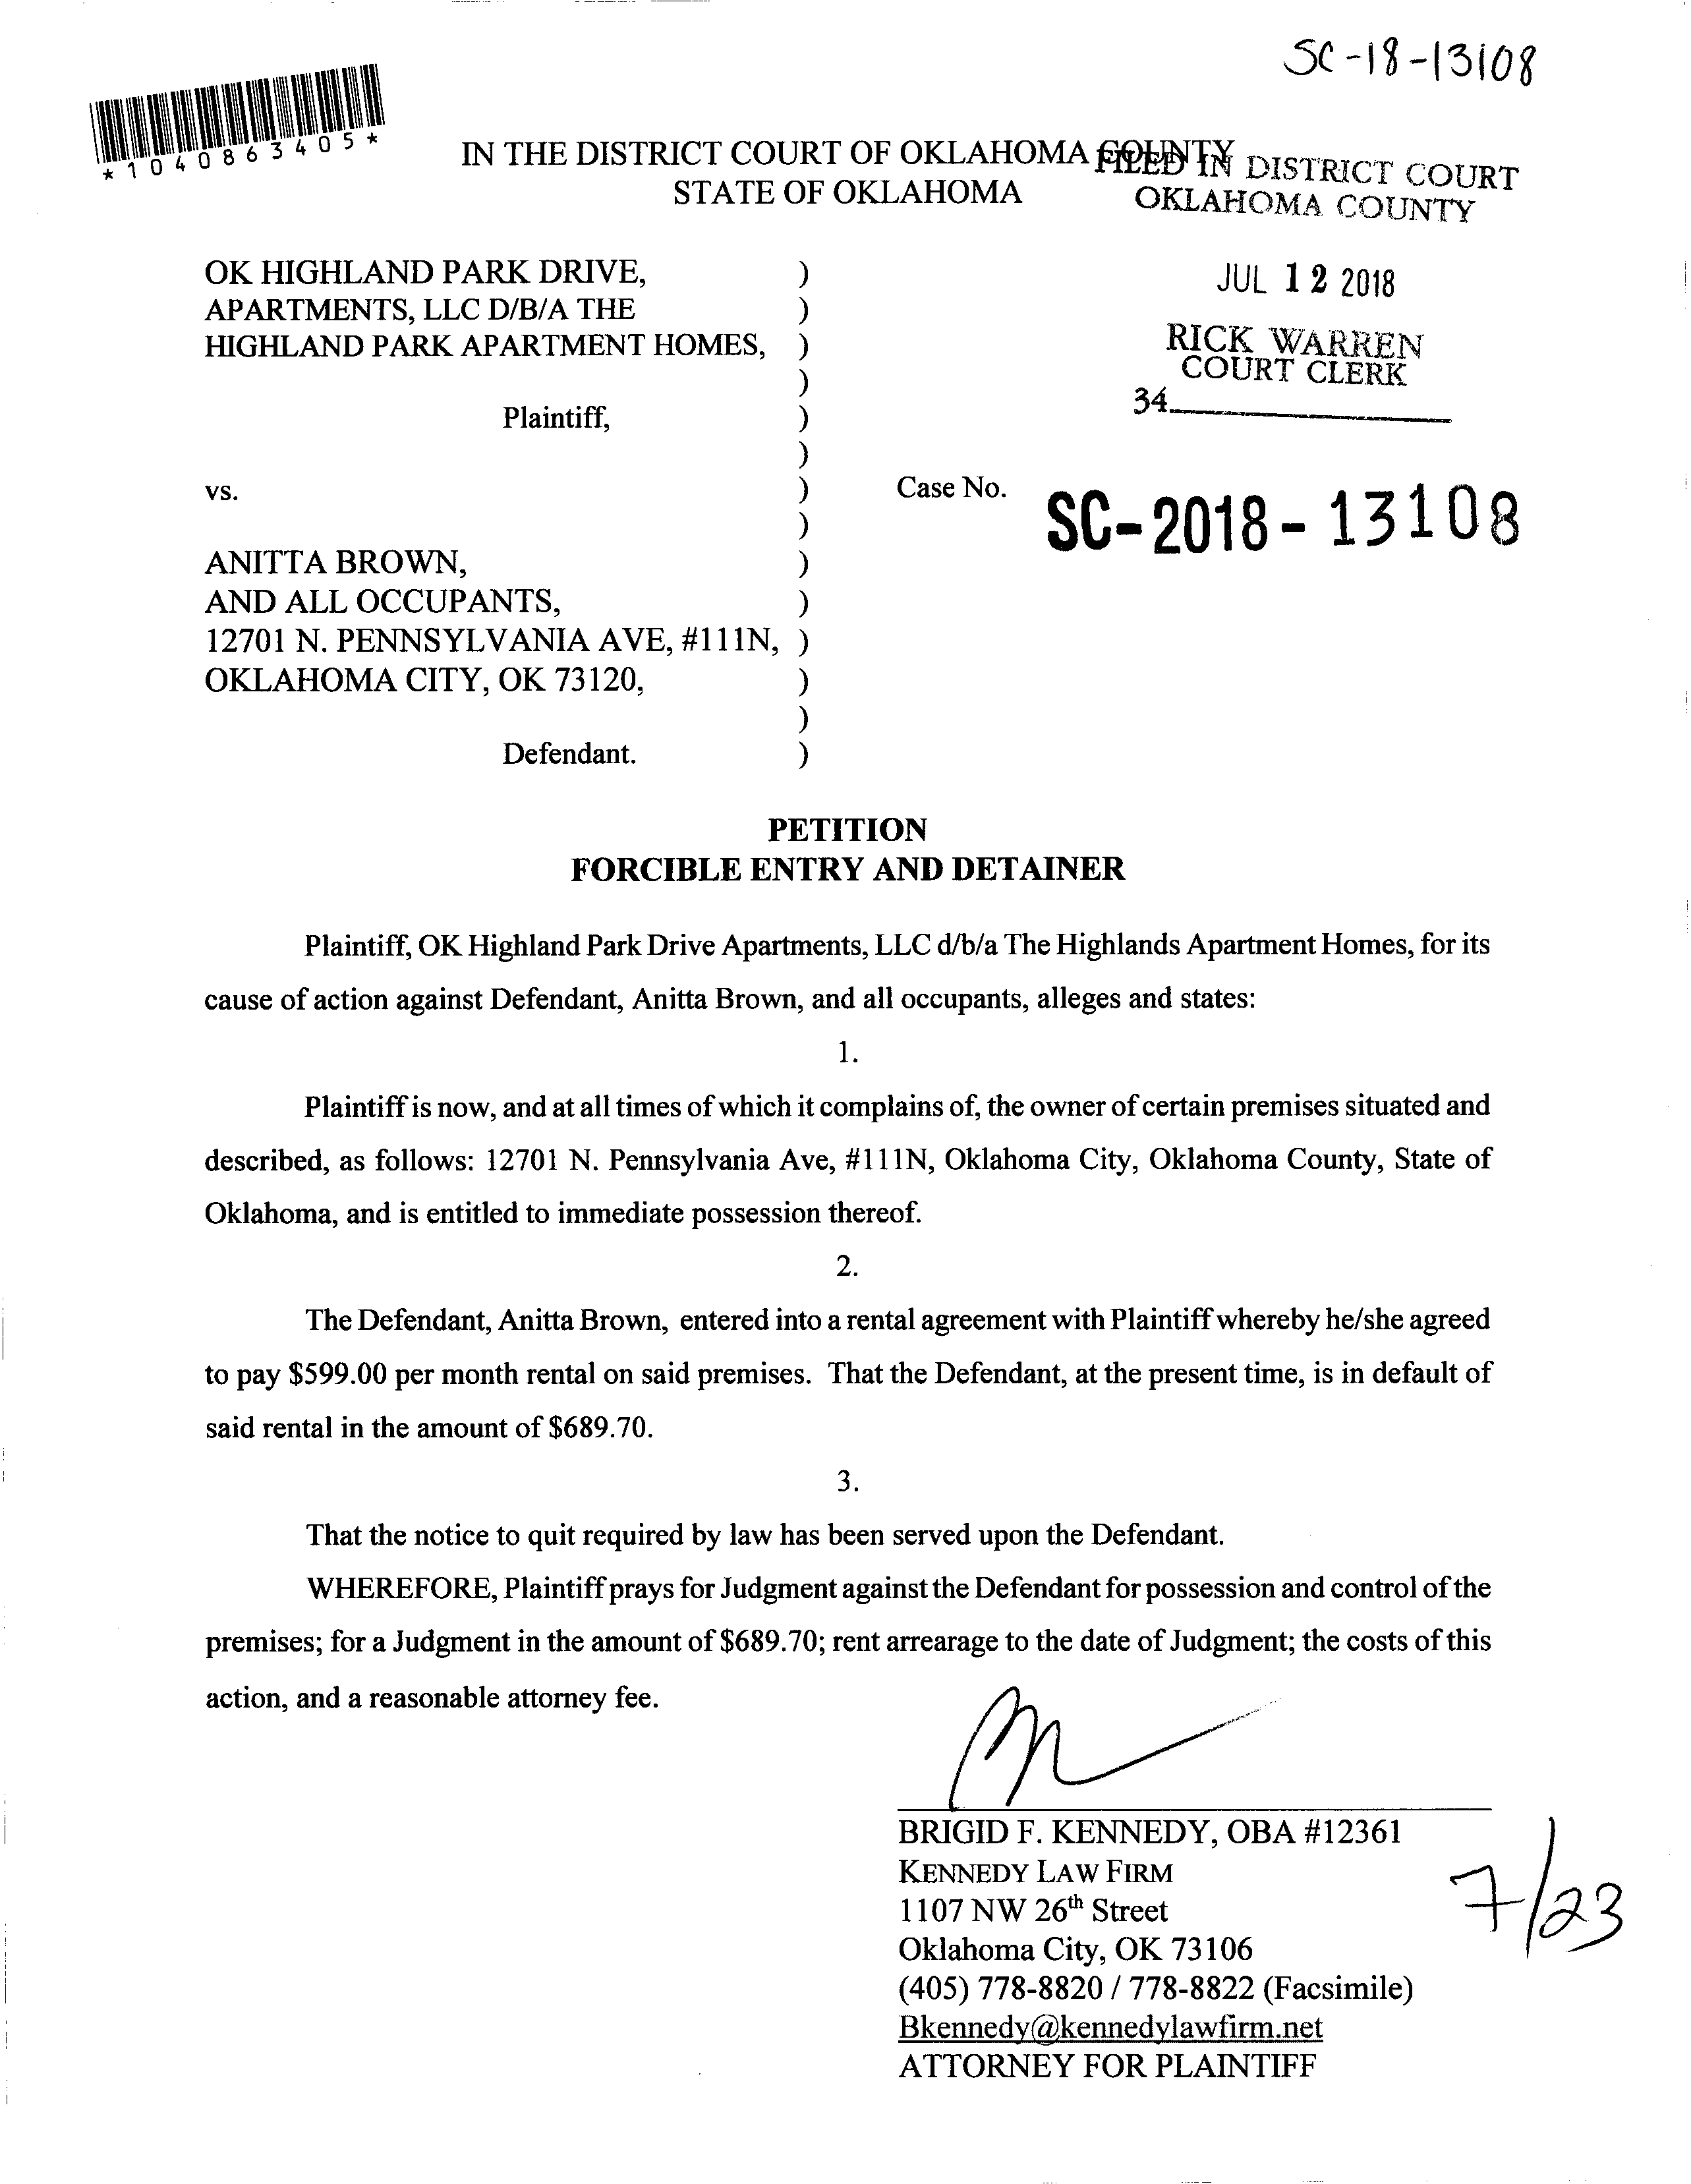 SC-18-13108
*1040863405*
IN THE DISTRICT COURT OF OKLAHOMA COUNTY
STATE OF OKLAHOMA
FILED IN DISTRICT COURT
OKLAHOMA COUNTY
JUL 12 2018
RICK WARREN
COURT CLERK
34
OK HIGHLAND PARK DRIVE, )
APARTMENTS, LLC D/B/A THE )
HIGHLAND PARK APARTMENT HOMES, )
)
Plaintiff, )
)
vs. ) Case No. SC-2018-13108
)
ANITTA BROWN, )
AND ALL OCCUPANTS, )
12701 N. PENNSYLVANIA AVE, #111N, )
OKLAHOMA CITY, OK 73120, )
)
Defendant. )
PETITION
FORCIBLE ENTRY AND DETAINER
Plaintiff, OK Highland Park Drive Apartments, LLC d/b/a The Highlands Apartment Homes, for its
cause of action against Defendant, Anitta Brown, and all occupants, alleges and states:
1.
Plaintiff is now, and at all times of which it complains of, the owner of certain premises situated and
described, as follows: 12701 N. Pennsylvania Ave, #111N, Oklahoma City, Oklahoma County, State of
Oklahoma, and is entitled to immediate possession thereof.
2.
The Defendant, Anitta Brown, entered into a rental agreement with Plaintiff whereby he/she agreed
to pay $599.00 per month rental on said premises. That the Defendant, at the present time, is in default of
said rental in the amount of $689.70.
3.
That the notice to quit required by law has been served upon the Defendant.
WHEREFORE, Plaintiff prays for Judgment against the Defendant for possession and control of the
premises; for a Judgment in the amount of $689.70; rent arrearage to the date of Judgment; the costs of this
action, and a reasonable attorney fee.
BRIGID F. KENNEDY, OBA #12361
KENNEDY LAW FIRM
1107 NW 26th Street
Oklahoma City, OK 73106
(405) 778-8820 / 778-8822 (Facsimile)
Bkennedy@kennedylawfirm.net
ATTORNEY FOR PLAINTIFF
7/23